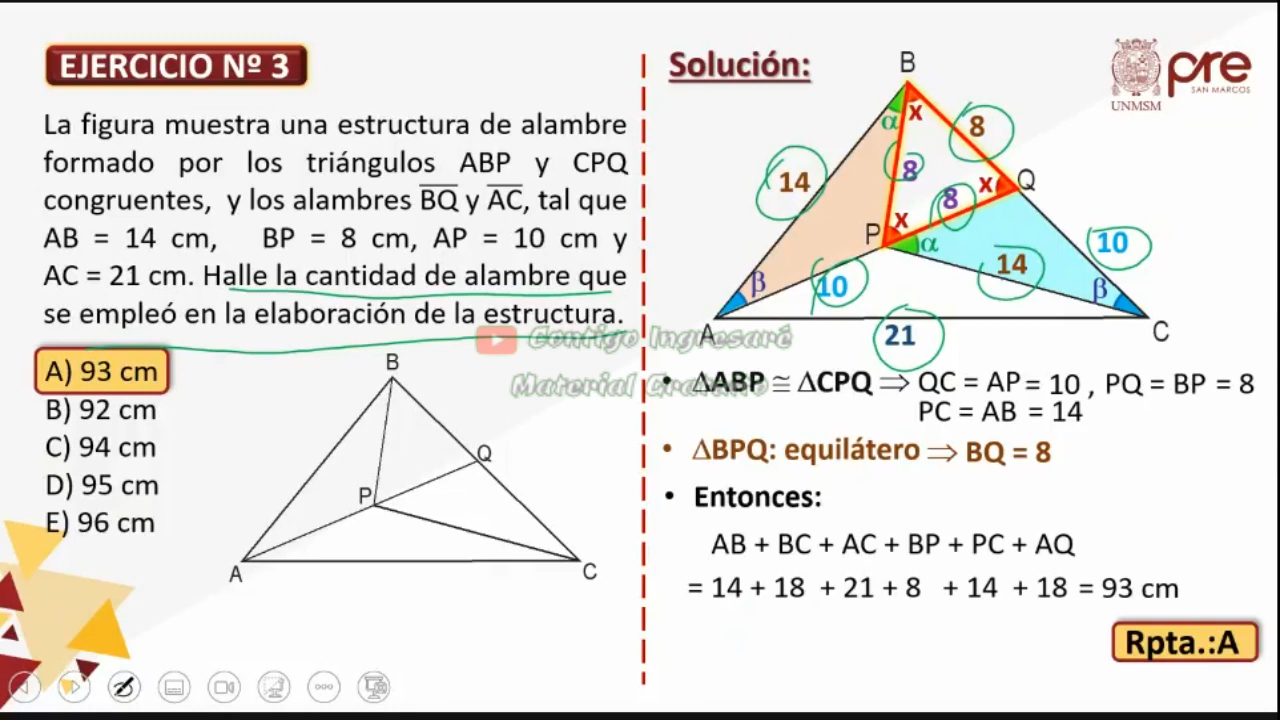 EJERCICIO Nº 3
La figura muestra una estructura de alambre
formado por los triángulos ABP y CPQ
congruentes, y los alambres B̅Q̅ y A̅C̅, tal que
AB = 14 cm, BP = 8 cm, AP = 10 cm y
AC = 21 cm. Halle la cantidad de alambre que
se empleó en la elaboración de la estructura.
A) 93 cm
B) 92 cm
C) 94 cm
D) 95 cm
E) 96 cm
B
Q
P
A
C
Solución:
UNMSM
pre
SAN MARCOS
B
α
x
8
14
8
x
Q
8
x
P
α
10
14
β
10
β
A
21
C
Contigo Ingresaré
Material Gratuito
• ΔABP ≅ ΔCPQ ⇒ QC = AP = 10 , PQ = BP = 8
PC = AB = 14
• ΔBPQ: equilátero ⇒ BQ = 8
• Entonces:
AB + BC + AC + BP + PC + AQ
= 14 + 18 + 21 + 8 + 14 + 18 = 93 cm
Rpta.:A